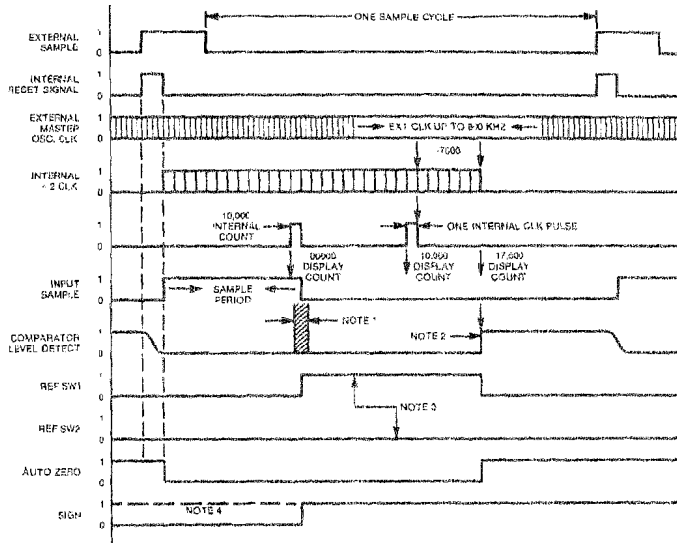 ONE SAMPLE CYCLE
EXTERNAL
SAMPLE
1
0
INTERNAL
RESET SIGNAL
1
0
EXTERNAL
MASTER
OSC. CLK
1
0
EXT CLK UP TO
KHZ
-7000
INTERNAL
÷ 2 CLK
1
0
10,000
INTERNAL
COUNT
1
0
ONE INTERNAL CLK PULSE
00000
DISPLAY
COUNT
10,000
DISPLAY
COUNT
17,000
DISPLAY
COUNT
INPUT
SAMPLE
1
0
SAMPLE
PERIOD
NOTE 1
NOTE 2
COMPARATOR
LEVEL DETECT
1
0
REF SW1
1
0
NOTE 3
REF SW2
1
0
AUTO ZERO
1
0
SIGN
1
0
NOTE 4